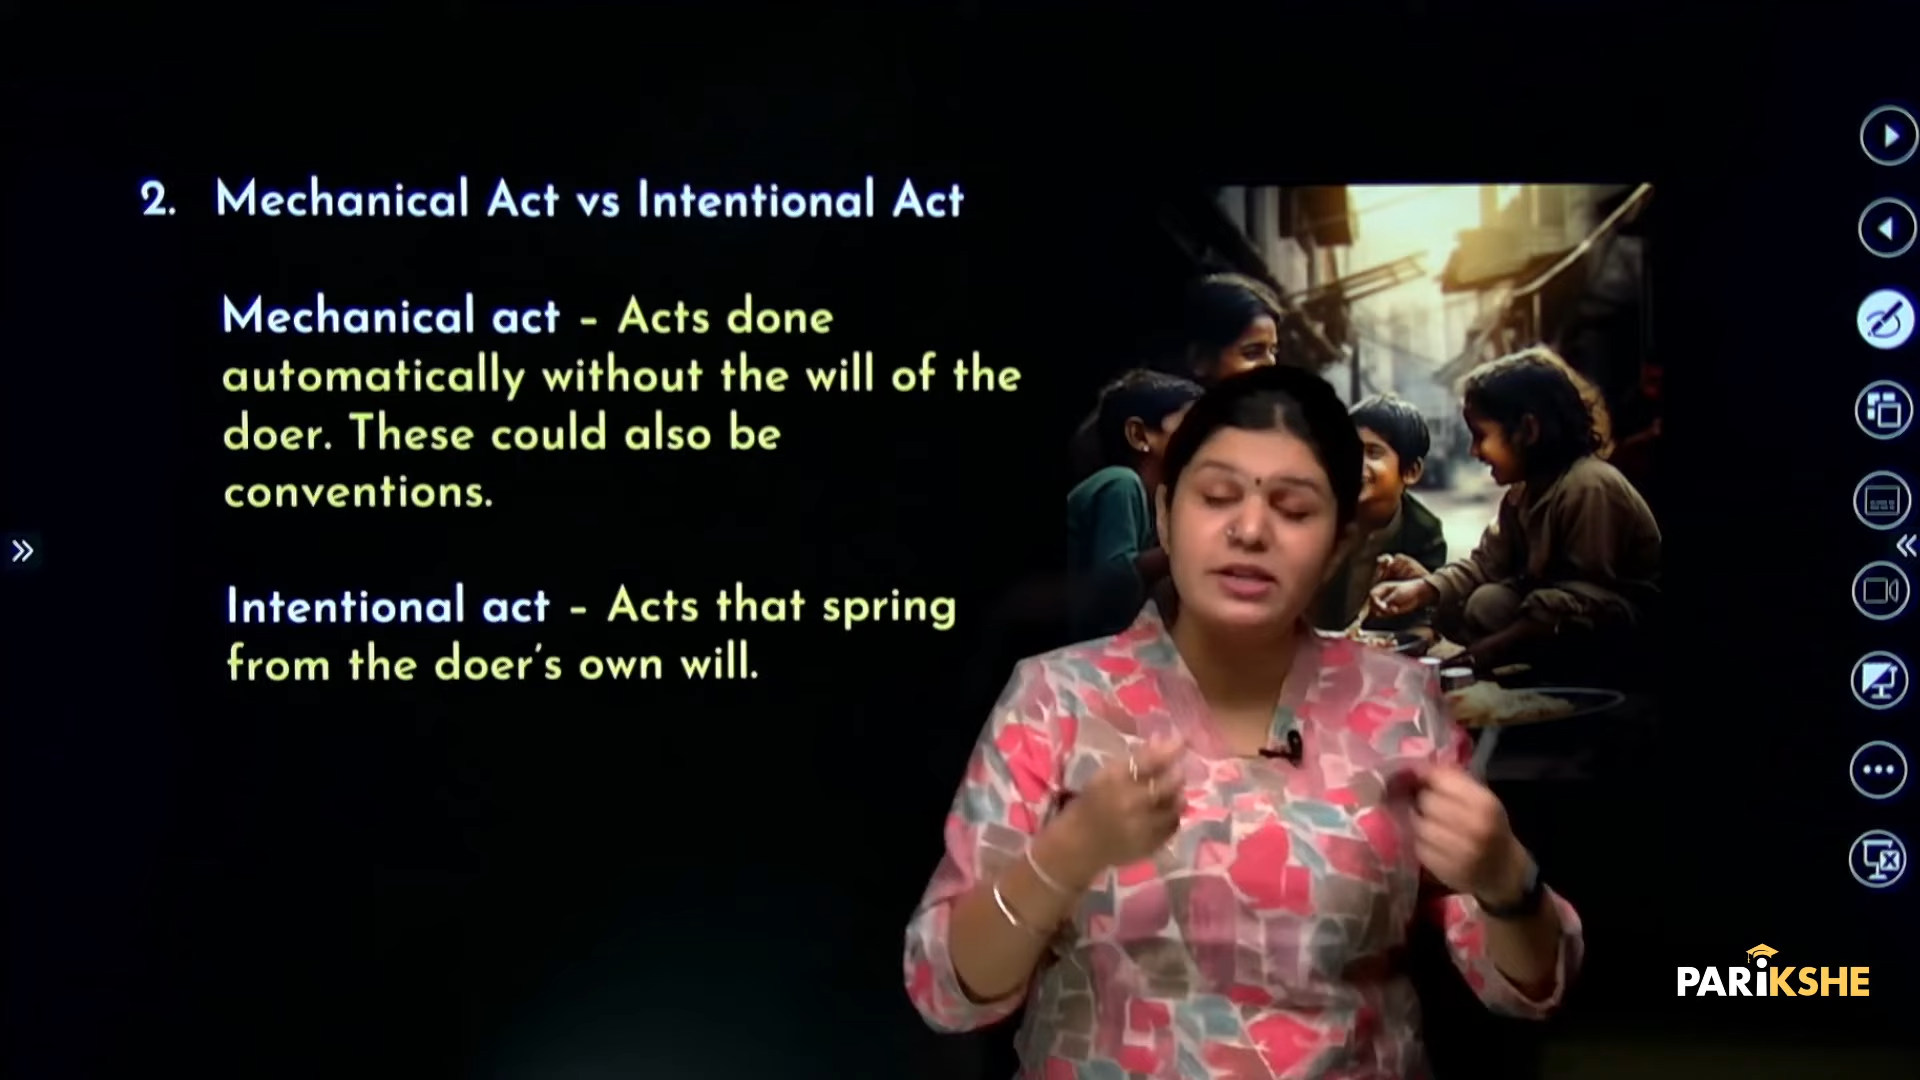 2. Mechanical Act vs Intentional Act
Mechanical act – Acts done
automatically without the will of the
doer. These could also be
conventions.
Intentional act – Acts that spring
from the doer's own will.
PARIKSHE